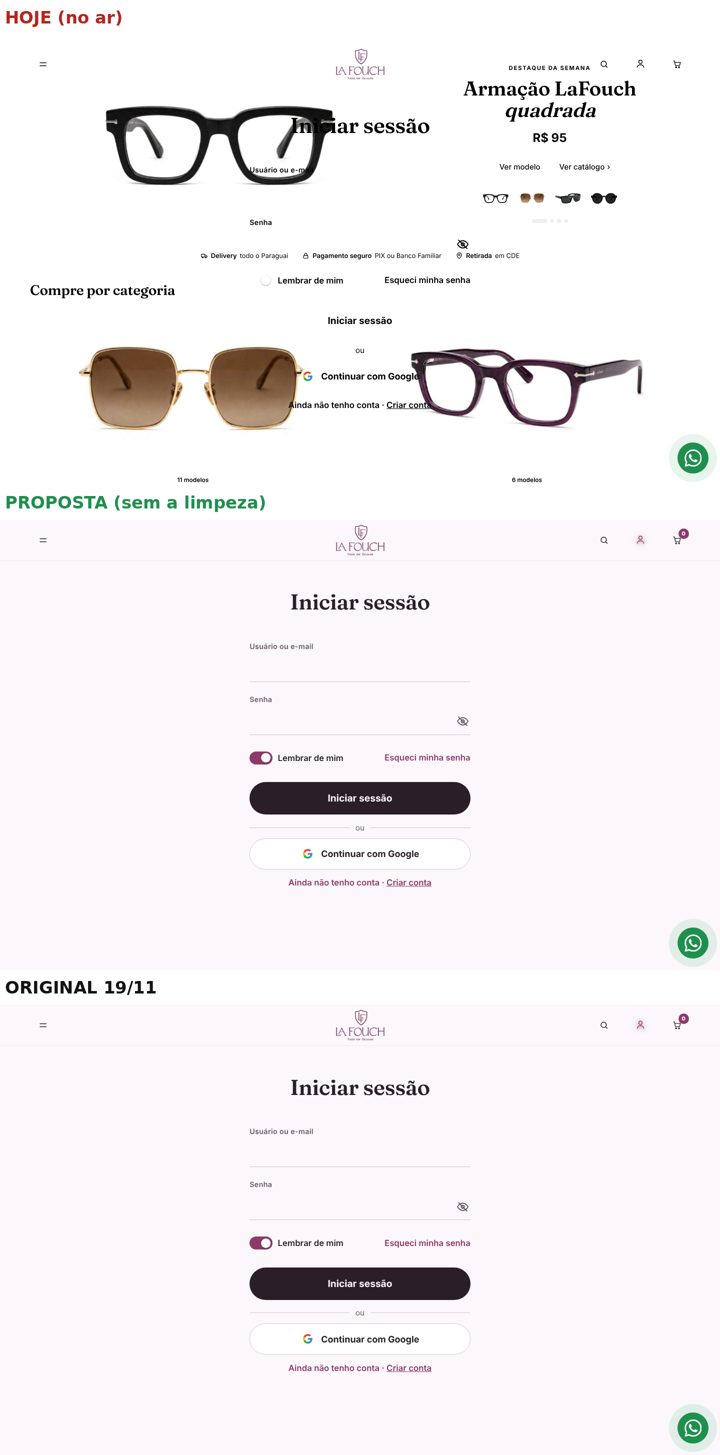 HOJE (no ar)
LA FOUCH
DESTAQUE DA SEMANA
Armação LaFouch
quadrada
Iniciar sessão
R$ 95
Usuário ou e-mail
Ver modelo Ver catálogo ›
Senha
Delivery todo o Paraguai Pagamento seguro PIX ou Banco Familiar Retirada em CDE
Lembrar de mim Esqueci minha senha
Compre por categoria
Iniciar sessão
ou
Continuar com Google
Ainda não tenho conta · Criar conta
11 modelos 6 modelos
PROPOSTA (sem a limpeza)
LA FOUCH
0
Iniciar sessão
Usuário ou e-mail
Senha
Lembrar de mim Esqueci minha senha
Iniciar sessão
ou
Continuar com Google
Ainda não tenho conta · Criar conta
ORIGINAL 19/11
LA FOUCH
0
Iniciar sessão
Usuário ou e-mail
Senha
Lembrar de mim Esqueci minha senha
Iniciar sessão
ou
Continuar com Google
Ainda não tenho conta · Criar conta